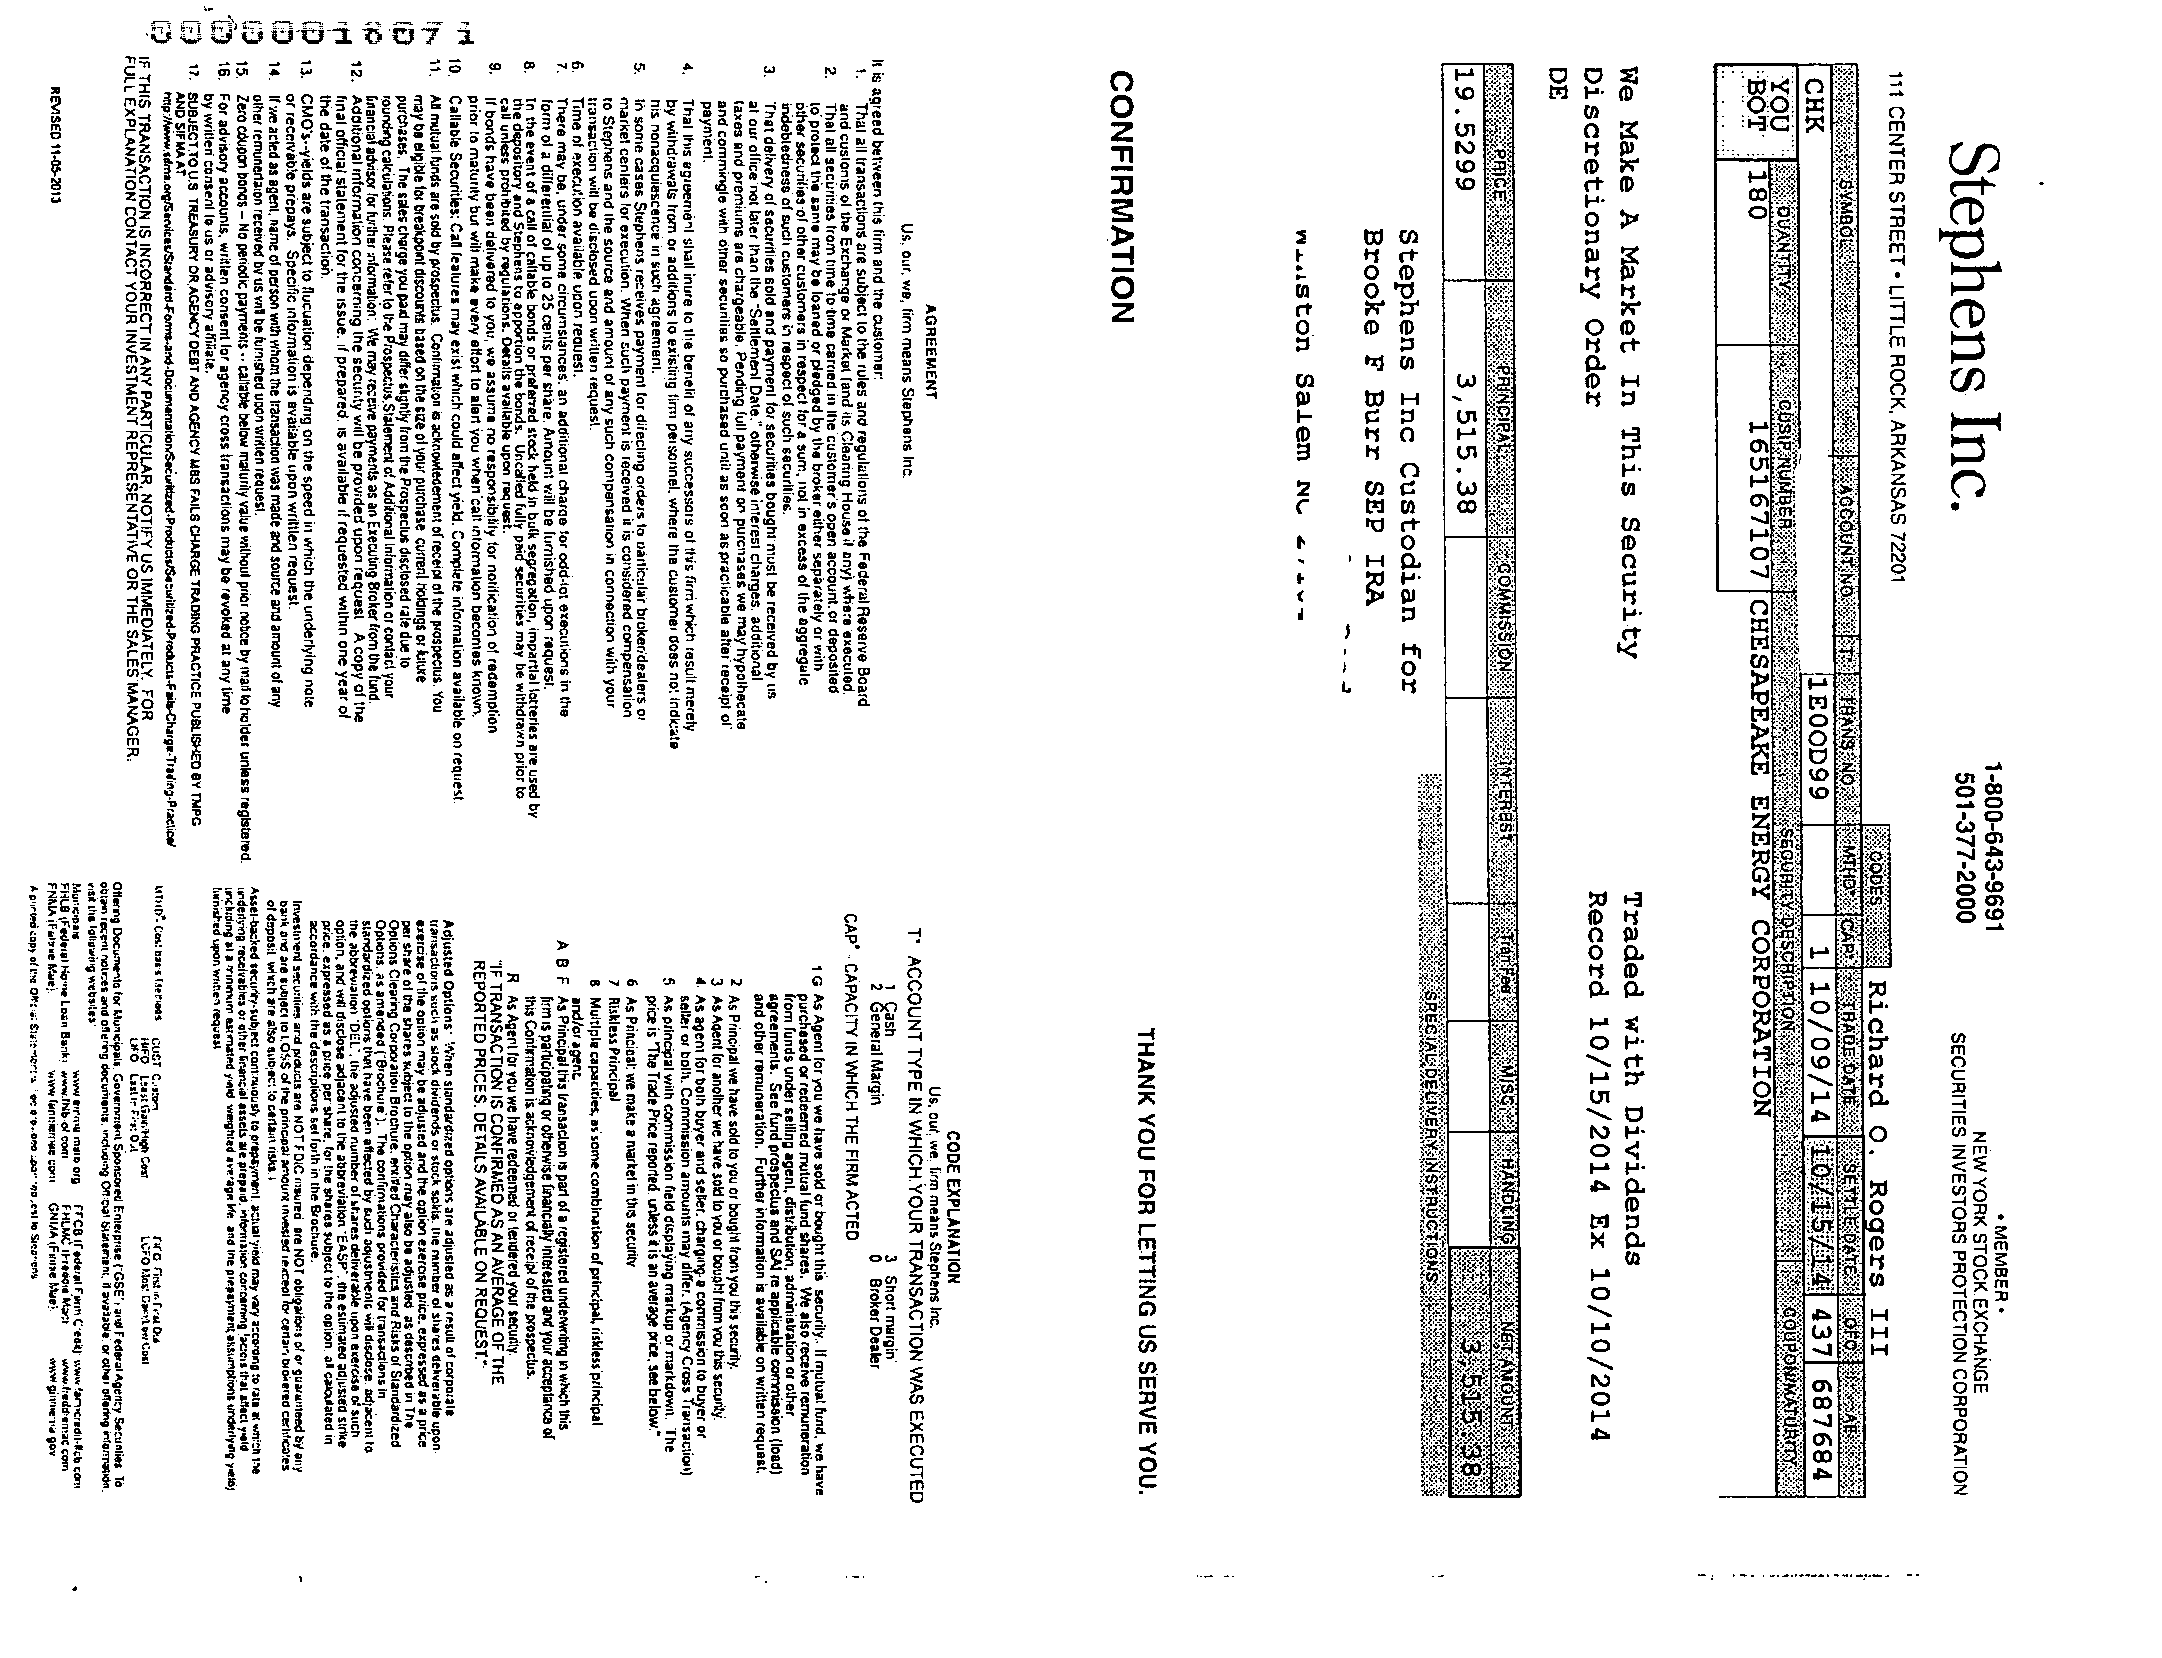 Stephens Inc.
111 CENTER STREET • LITTLE ROCK, ARKANSAS 72201
1-800-643-9691
501-377-2000
• MEMBER •
NEW YORK STOCK EXCHANGE
SECURITIES INVESTORS PROTECTION CORPORATION
CODES
Richard O. Rogers III
SYMBOL ACCOUNT NO. T* TRANS NO. MTHD* CAP* TRADE DATE SETTLE DATE OFC AE
CHK 1E0OD99 1 10/09/14 10/15/14 437 687684
QUANTITY CUSIP NUMBER SECURITY DESCRIPTION COUPON/MATURITY
YOU
BOT 180 165167107 CHESAPEAKE ENERGY CORPORATION
We Make A Market In This Security
Discretionary Order
DE
Traded with Dividends
Record 10/15/2014 Ex 10/10/2014
PRICE PRINCIPAL COMMISSION INTEREST Tran Fee MISC. HANDLING NET AMOUNT
19.5299 3,515.38 3,515.38
SPECIAL DELIVERY INSTRUCTIONS
Stephens Inc Custodian for
Brooke F Burr SEP IRA
Salem NC
CONFIRMATION
THANK YOU FOR LETTING US SERVE YOU.
AGREEMENT
Us, our, we, firm means Stephens Inc.
It is agreed between this firm and the customer:
1. That all transactions are subject to the rules and regulations of the Federal Reserve Board
and customs of the Exchange or Market (and its Clearing House if any) where executed.
2. That all securities from time to time carried in the customer's open account, or deposited
to protect the same may be loaned or pledged by the broker either separately or with
other securities of other customers in respect for a sum, not in excess of the aggregate
indebtedness of such customers in respect of such securities.
3. That delivery of securities sold and payment for securities bought must be received by us
at our office not later than the "Settlement Date," otherwise interest charges, additional
taxes and premiums are chargeable. Pending full payment on purchases we may hypothecate
and commingle with other securities so purchased until as soon as practicable after receipt of
payment.
4. That this agreement shall inure to the benefit of any successors of this firm which result merely
by withdrawals from or additions to existing firm personnel, where the customer does not indicate
his nonacquiescence in such agreement.
5. In some cases Stephens receives payment for directing orders to particular broker/dealers or
market centers for execution. When such payment is received it is considered compensation
to Stephens and the source and amount of any such compensation in connection with your
transaction will be disclosed upon written request.
6. Time of execution available upon request.
7. There may be, under some circumstances, an additional charge for odd-lot executions in the
form of a differential of up to 25 cents per share. Amount will be furnished upon request.
8. In the event of a call of callable bonds or preferred stock held in bulk segregation, impartial lotteries are used by
the depository and Stephens to apportion the bonds. Uncalled fully paid securities may be withdrawn prior to
call unless prohibited by regulations. Details available upon request.
9. If bonds have been delivered to you, we assume no responsibility for notification of redemption
prior to maturity but will make every effort to alert you when call information becomes known.
10. Callable Securities: Call features may exist which could affect yield. Complete information available on request.
11. All mutual funds are sold by prospectus. Confirmation is acknowledement of receipt of the prospectus. You
may be eligible for breakpoint discounts based on the size of your purchase, current holdings or future
purchases. The sales charge you paid may differ slightly from the Prospectus disclosed rate due to
rounding calculations. Please refer to the Prospectus, Statement of Additional Information or contact your
financial advisor for further information. We may receive payments as an Executing Broker from the fund.
12. Additional information concerning the security will be provided upon request. A copy of the
final official statement for the issue, if prepared, is available if requested within one year of
the date of the transaction.
13. CMO's--yields are subject to fluctuation depending on the speed in which the underlying note
or receivable prepays. Specific information is available upon written request.
14. If we acted as agent, name of person with whom the transaction was made and source and amount of any
other remuneration received by us will be furnished upon written request.
15. Zero coupon bonds – No periodic payments -- callable below maturity value without prior notice by mail to holder unless registered.
16. For advisory accounts, written consent for agency cross transactions may be revoked at any time
by written consent to us or advisory affiliate.
17. SUBJECT TO U.S. TREASURY OR AGENCY DEBT AND AGENCY MBS FAILS CHARGE TRADING PRACTICE PUBLISHED BY TMPG
AND SIFMA AT
http://www.sifma.org/Services/Standard-Forms-and-Documentation/Securitized-Products/Securitized-Products-Fails-Charge-Trading-Practice/
IF THIS TRANSACTION IS INCORRECT IN ANY PARTICULAR, NOTIFY US IMMEDIATELY. FOR
FULL EXPLANATION CONTACT YOUR INVESTMENT REPRESENTATIVE OR THE SALES MANAGER.
REVISED 11-05-2013
CODE EXPLANATION
Us, our, we, firm means Stephens Inc.
T* ACCOUNT TYPE IN WHICH YOUR TRANSACTION WAS EXECUTED
1 Cash 3 Short margin
2 General Margin 0 Broker Dealer
CAP* - CAPACITY IN WHICH THE FIRM ACTED
1 G As Agent for you we have sold or bought this security. If mutual fund, we have
purchased or redeemed mutual fund shares. We also receive remuneration
from funds under selling agent, distribution, administration or other
agreements. See fund prospectus and SAI re applicable commission (load)
and other remuneration. Further information is available on written request.
2 As Principal we have sold to you or bought from you this security.
3 As Agent for another we have sold to you or bought from you this security.
4. As agent for both buyer and seller, charging a commission to buyer or
seller or both. Commission amounts may differ. (Agency Cross Transaction)
5 As principal with commission field displaying markup or markdown. The
price is "The Trade Price reported, unless it is an average price, see below."
6 As Principal: we make a market in this security
7 Riskless Principal
8 Multiple capacities, as some combination of principal, riskless principal
and/or agent
A B F As Principal this transaction is part of a registered underwriting in which this
firm is participating or otherwise financially interested and your acceptance of
this Confirmation is acknowledgement of receipt of the prospectus.
R As Agent for you we have redeemed or tendered your security.
"IF TRANSACTION IS CONFIRMED AS AN AVERAGE OF THE
REPORTED PRICES, DETAILS AVAILABLE ON REQUEST."
Adjusted Options: When standardized options are adjusted as a result of corporate
transactions such as stock dividends or stock splits, the number of shares deliverable upon
exercise of the option may be adjusted and the option exercise price, expressed as a price
per share of the shares subject to the option may also be adjusted as described in The
Options Clearing Corporation Brochure, entitled Characteristics and Risks of Standardized
Options, as amended ("Brochure"). The confirmations provided for transactions in
standardized options that have been affected by such adjustments will disclose, adjacent to
the abbreviation "DEL", the adjusted number of shares deliverable upon exercise of such
option, and will disclose adjacent to the abbreviation "EASP", the estimated adjusted strike
price, expressed as a price per share, for the shares subject to the option, all calculated in
accordance with the descriptions set forth in the Brochure.
Investment securities and products are NOT FDIC insured, are NOT obligations of or guaranteed by any
bank and are subject to LOSS of the principal amount invested (except for certain brokered certificates
of deposit which are also subject to certain risks.)
Asset-backed security-subject continuously to prepayment, actual yield may vary according to rate at which the
underlying receivables or other financial assets are prepaid, information concerning factors that affect yield
including at a minimum estimated yield weighted average life and the prepayment assumptions underlying yield)
furnished upon written request
MTHD* Cost basis Methods CUST Custom FIFO First in First Out
HIFO Least Gain/High Cost LCFO Most Gain/Low Cost
LIFO Last in First Out
Offering Documents for Municipals, Government Sponsored Enterprise ("GSE") and Federal Agency Securities. To
obtain recent notices and offering documents, including Official Statement, if available, or other offering information,
visit the following websites:
Municipals www.emma.msrb.org FFCB (Federal Farm Credit) www.farmcredit-ffcb.com
FHLB (Federal Home Loan Bank) www.fhlb-of.com FHLMC (Freddie Mac) www.freddiemac.com
FNMA (Fannie Mae) www.fanniemae.com GNMA (Ginnie Mae) www.ginniemae.gov
A printed copy of the Official Statement
00000010071